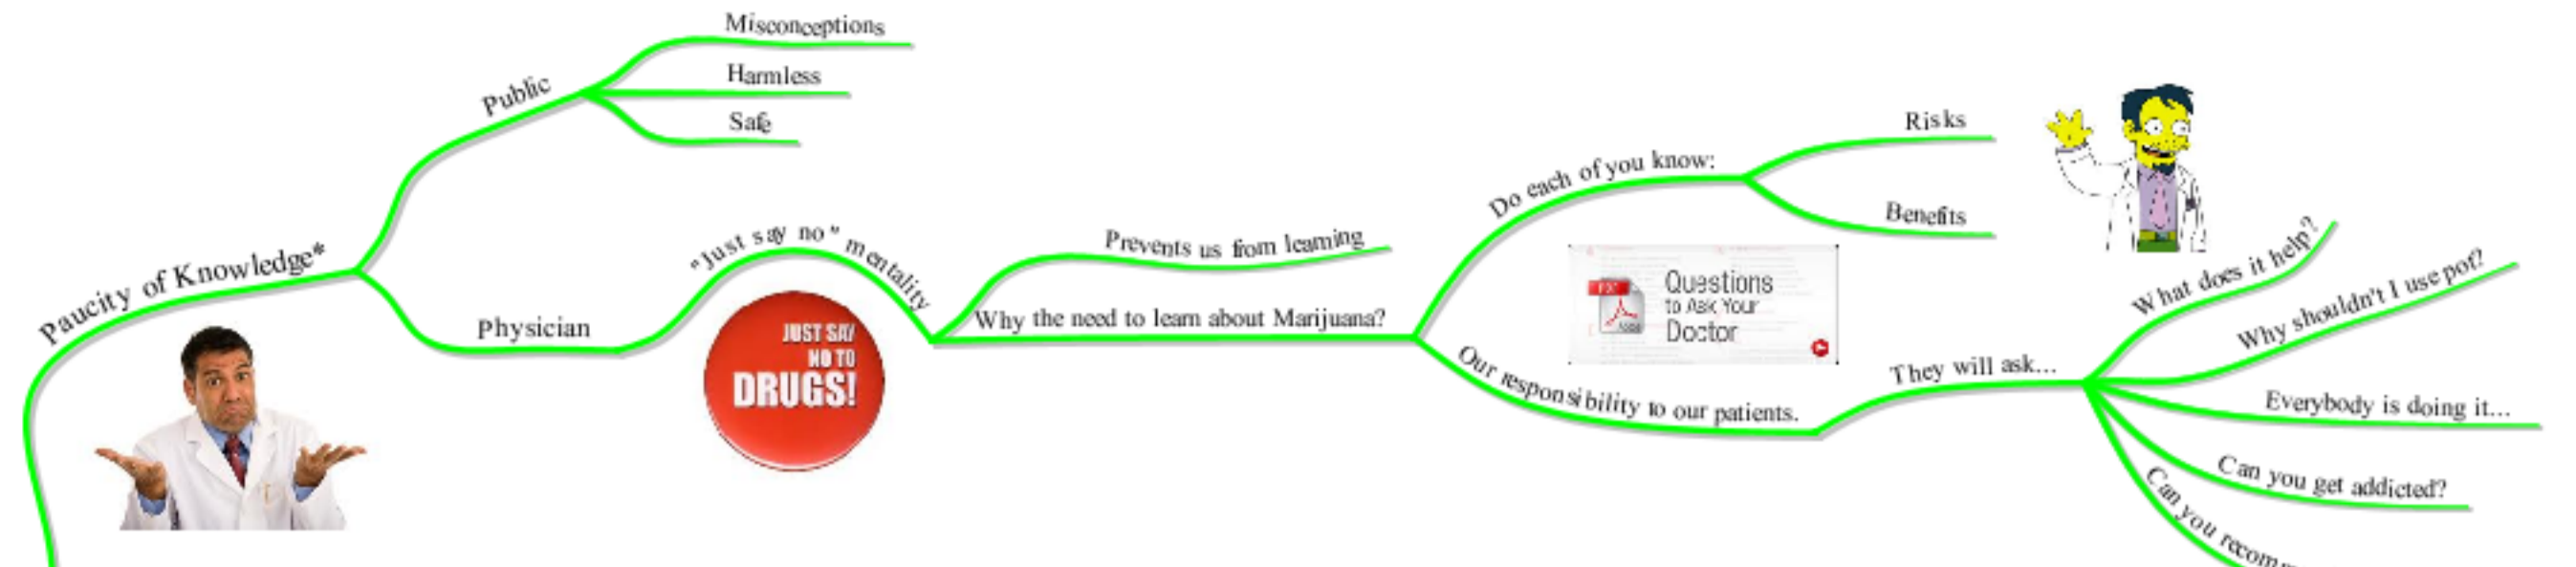 Misconceptions
Harmless
Safe
Public
Paucity of Knowledge*
Physician
"Just say no" mentality
JUST SAY
NO TO
DRUGS!
Prevents us from learning
Why the need to learn about Marijuana?
Do each of you know:
Risks
Benefits
PDF
Adobe
Questions
to Ask Your
Doctor
Our responsibility to our patients.
They will ask...
What does it help?
Why shouldn't I use pot?
Everybody is doing it...
Can you get addicted?
Can you